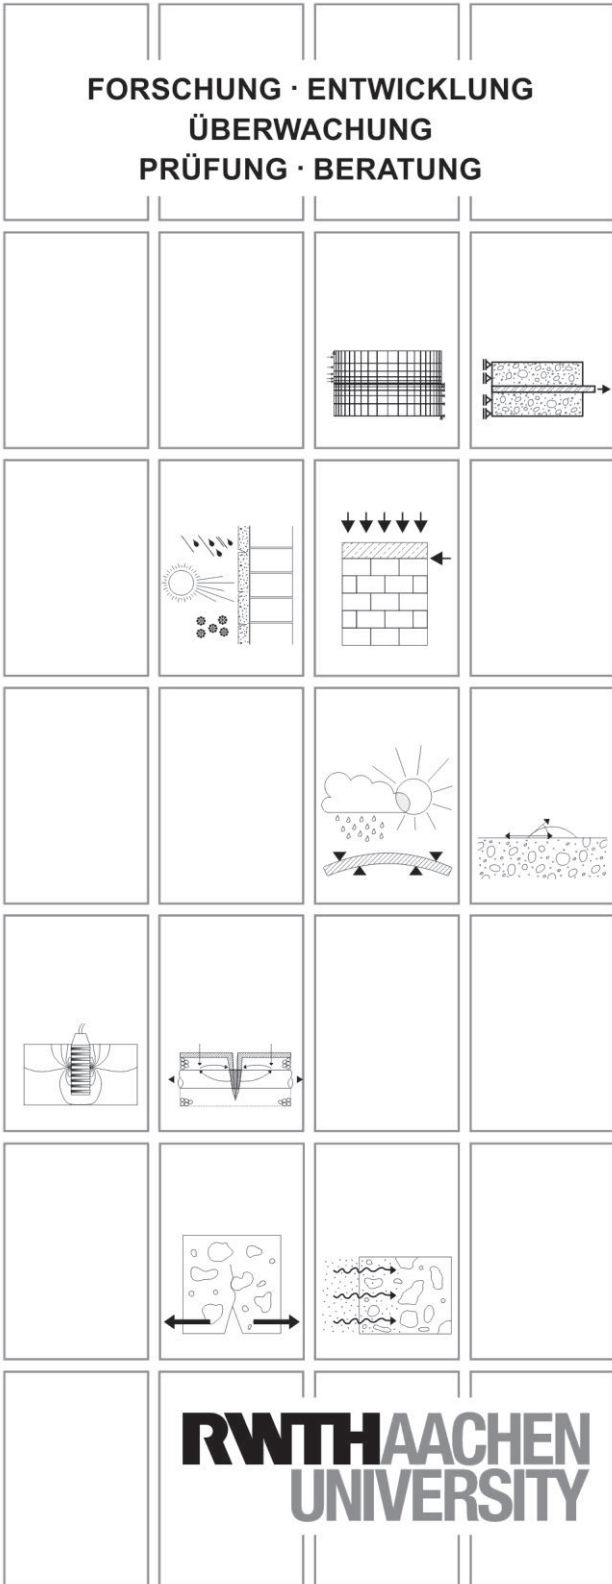 FORSCHUNG · ENTWICKLUNG
ÜBERWACHUNG
PRÜFUNG · BERATUNG
RWTHAACHEN
UNIVERSITY